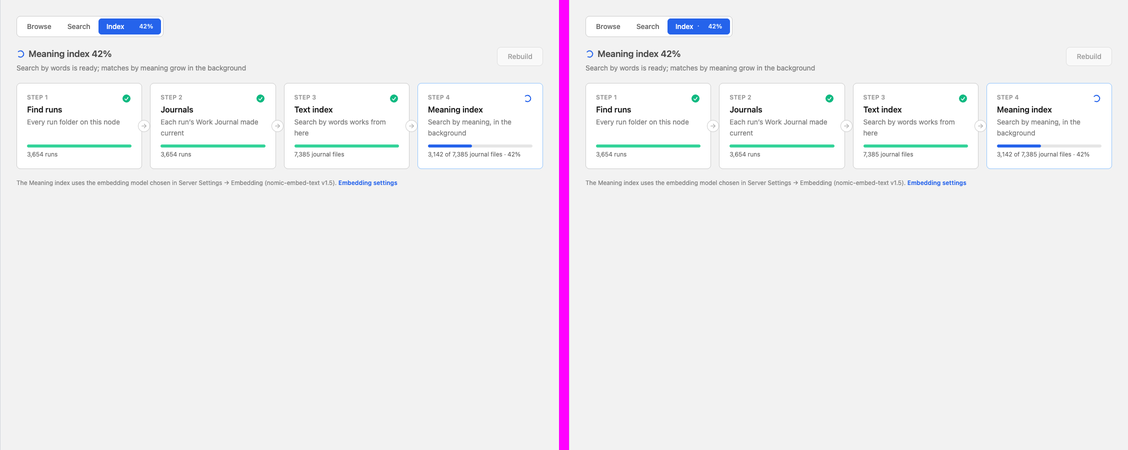 Browse Search Index 42%
Meaning index 42%
Rebuild
Search by words is ready; matches by meaning grow in the background
STEP 1
Find runs
Every run folder on this node
3,654 runs
STEP 2
Journals
Each run's Work Journal made
current
3,654 runs
STEP 3
Text index
Search by words works from
here
7,385 journal files
STEP 4
Meaning index
Search by meaning, in the
background
3,142 of 7,385 journal files · 42%
The Meaning index uses the embedding model chosen in Server Settings → Embedding (nomic-embed-text v1.5). Embedding settings
Browse Search Index · 42%
Meaning index 42%
Rebuild
Search by words is ready; matches by meaning grow in the background
STEP 1
Find runs
Every run folder on this node
3,654 runs
STEP 2
Journals
Each run's Work Journal made
current
3,654 runs
STEP 3
Text index
Search by words works from
here
7,385 journal files
STEP 4
Meaning index
Search by meaning, in the
background
3,142 of 7,385 journal files · 42%
The Meaning index uses the embedding model chosen in Server Settings → Embedding (nomic-embed-text v1.5). Embedding settings